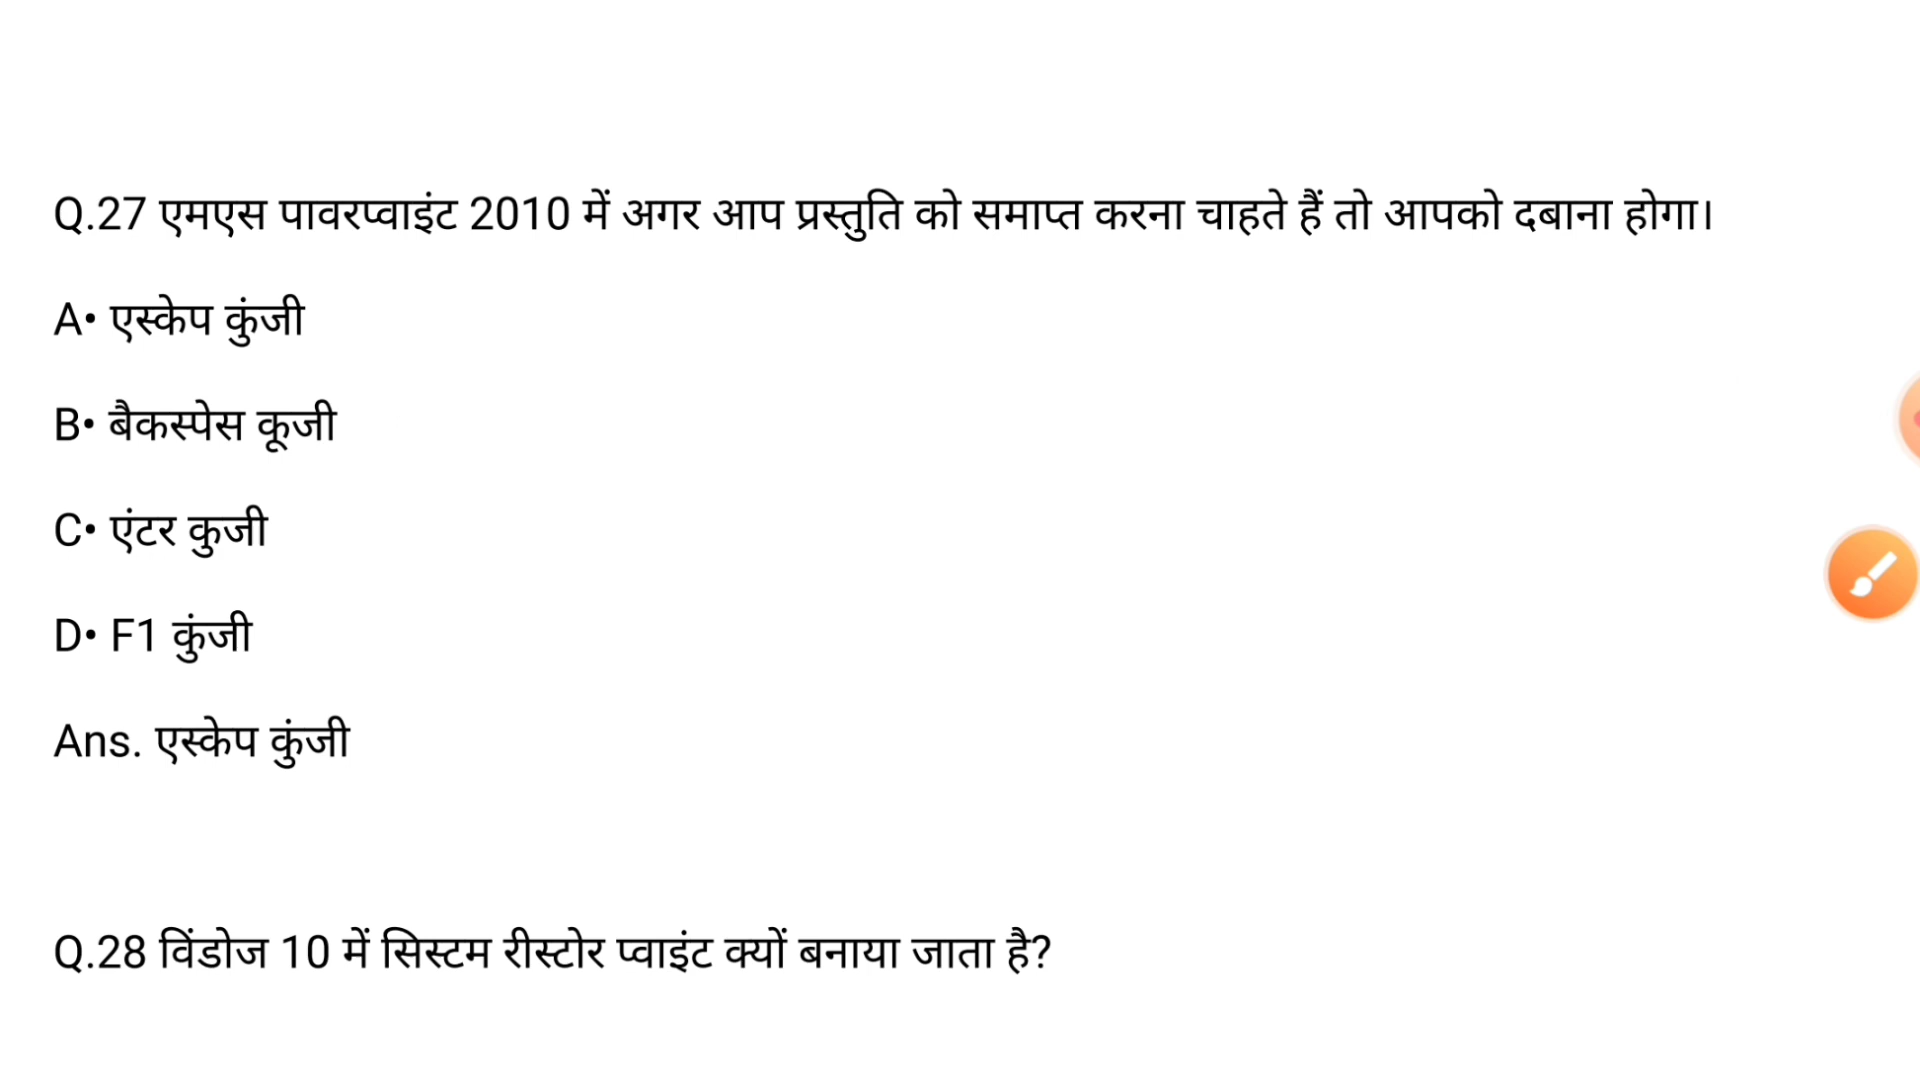 Q.27 एमएस पावरप्वाइंट 2010 में अगर आप प्रस्तुति को समाप्त करना चाहते हैं तो आपको दबाना होगा।
A• एस्केप कुंजी
B• बैकस्पेस कूजी
C• एंटर कुजी
D• F1 कुंजी
Ans. एस्केप कुंजी
Q.28 विंडोज 10 में सिस्टम रीस्टोर प्वाइंट क्यों बनाया जाता है?